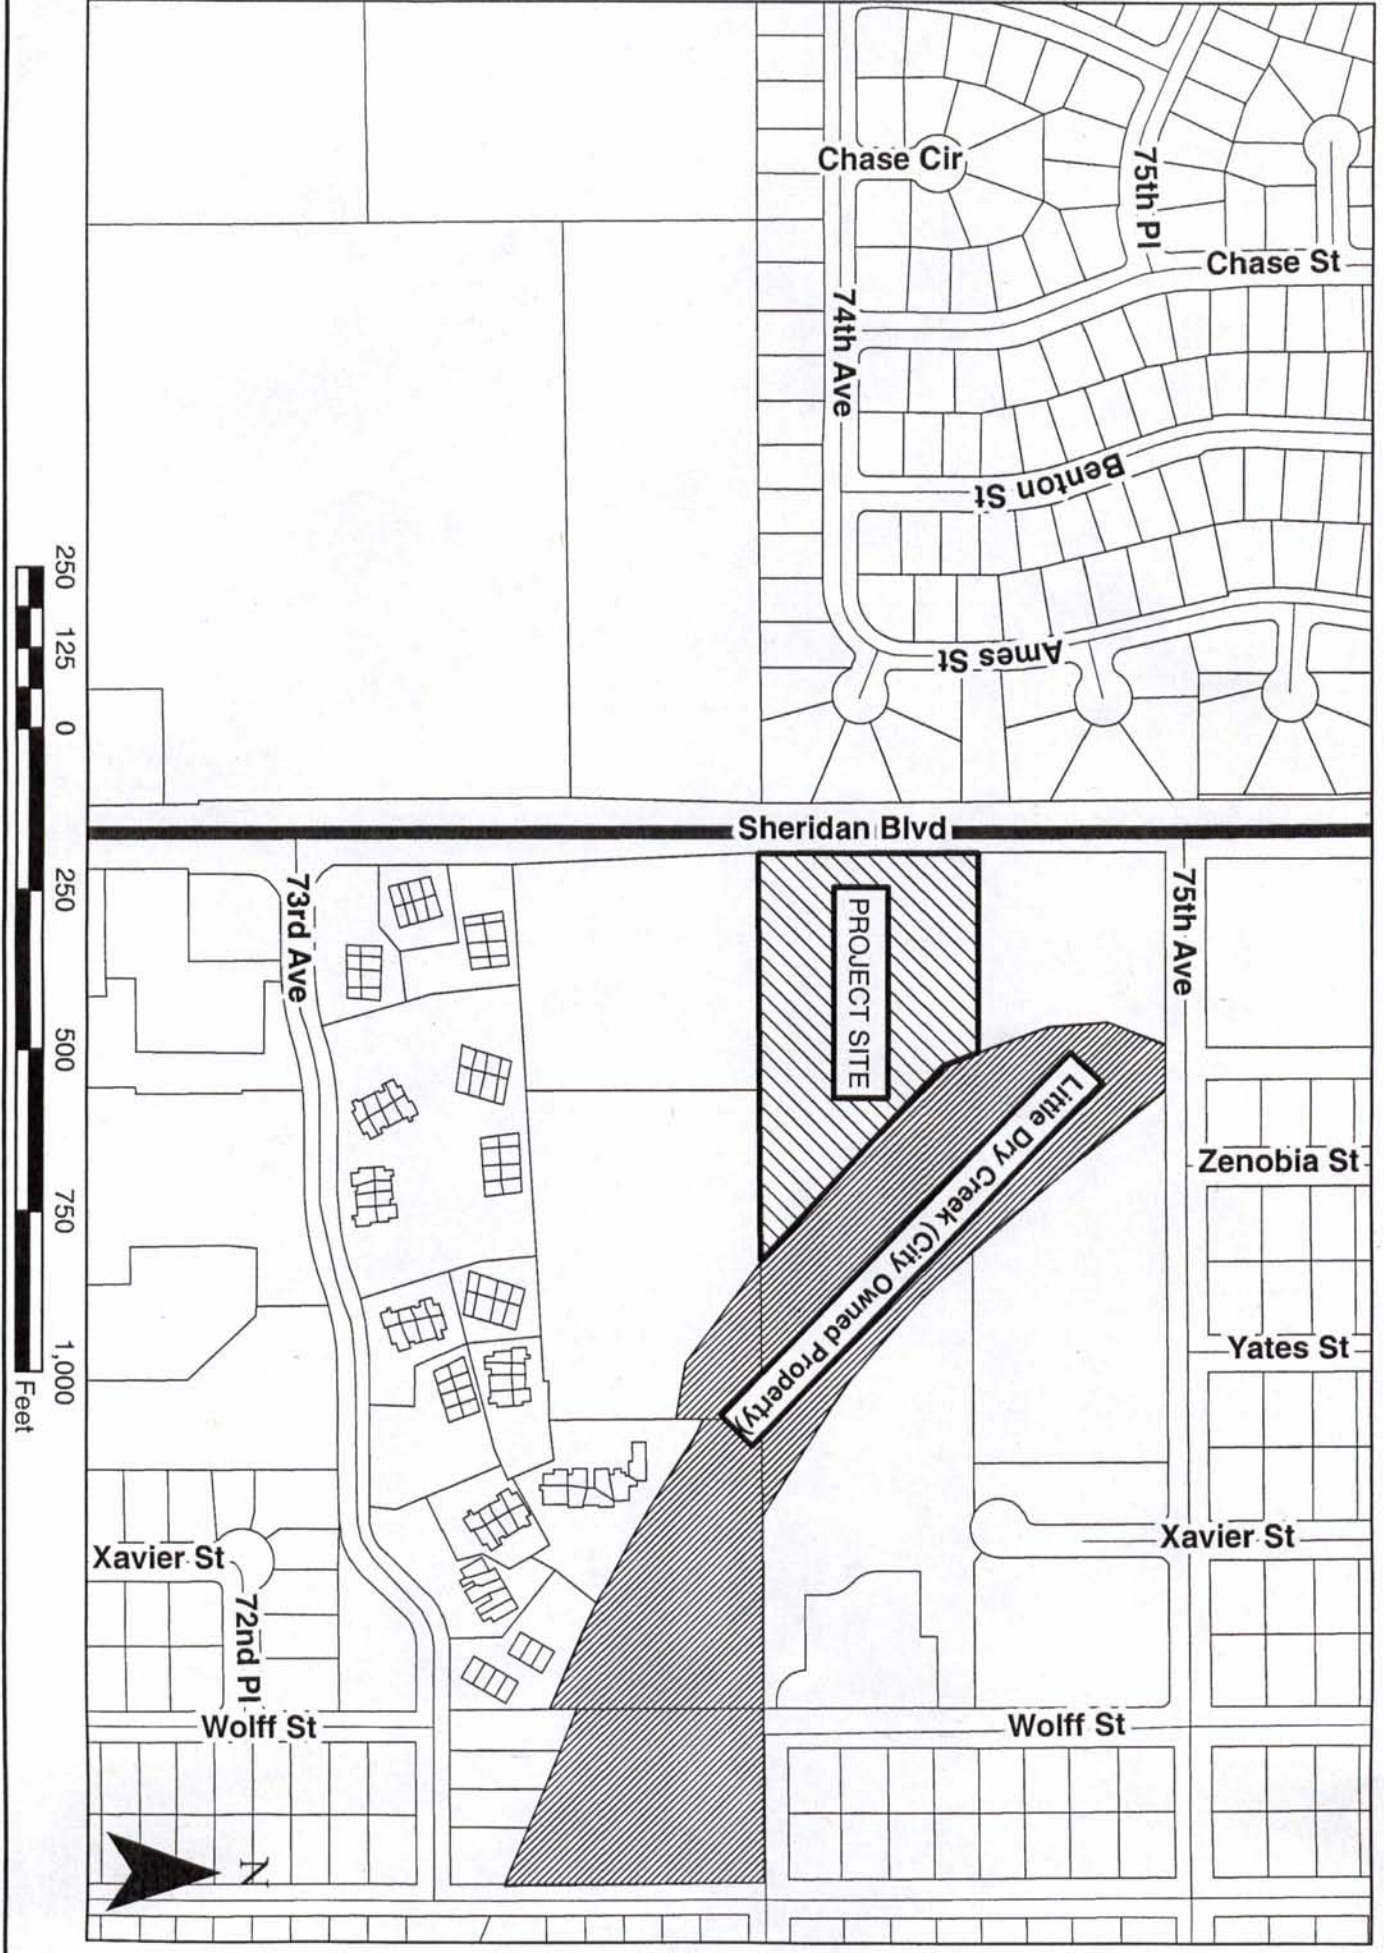 Chase Cir
75th Pl
Chase St
74th Ave
Benton St
Ames St
Sheridan Blvd
PROJECT SITE
73rd Ave
75th Ave
Little Dry Creek (City Owned Property)
Zenobia St
Yates St
Xavier St
Xavier St
72nd Pl
Wolff St
Wolff St
N
250 125 0 250 500 750 1,000
Feet